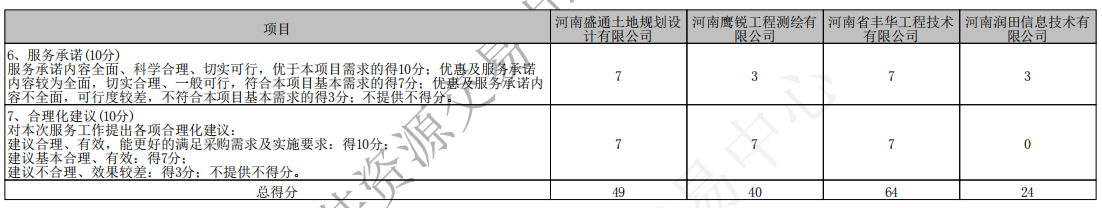 项目
河南盛通土地规划设计有限公司
河南鹰锐工程测绘有限公司
河南省丰华工程技术有限公司
河南润田信息技术有限公司
6、服务承诺(10分)
服务承诺内容全面、科学合理、切实可行，优于本项目需求的得10分；优惠及服务承诺
内容较为全面，切实合理、一般可行，符合本项目基本需求的得7分；优惠及服务承诺内
容不全面，可行度较差，不符合本项目基本需求的得3分；不提供不得分。
7 3 7 3
7、合理化建议(10分)
对本次服务工作提出各项合理化建议：
建议合理、有效，能更好的满足采购需求及实施要求：得10分；
建议基本合理、有效：得7分；
建议不合理、效果较差：得3分；不提供不得分。
7 7 7 0
总得分 49 40 64 24
共资源交易中心
易中心